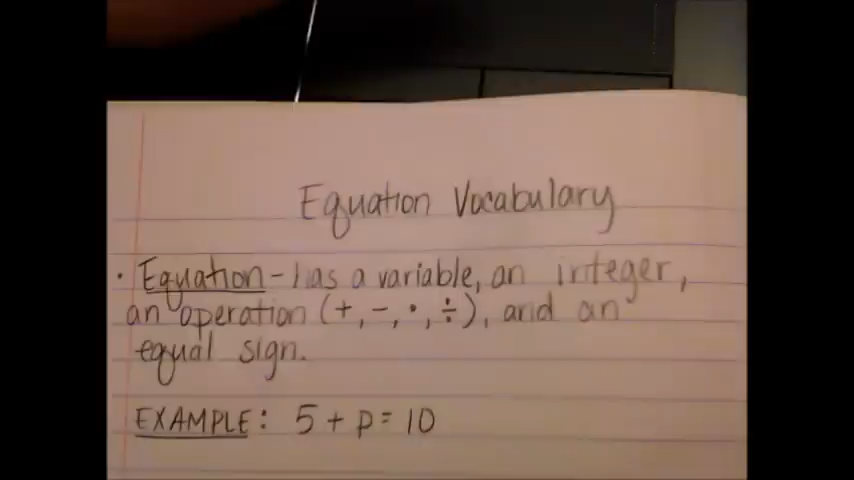 Equation Vocabulary
• Equation - has a variable, an integer,
an operation (+, -, •, ÷), and an
equal sign.
EXAMPLE: 5 + p = 10